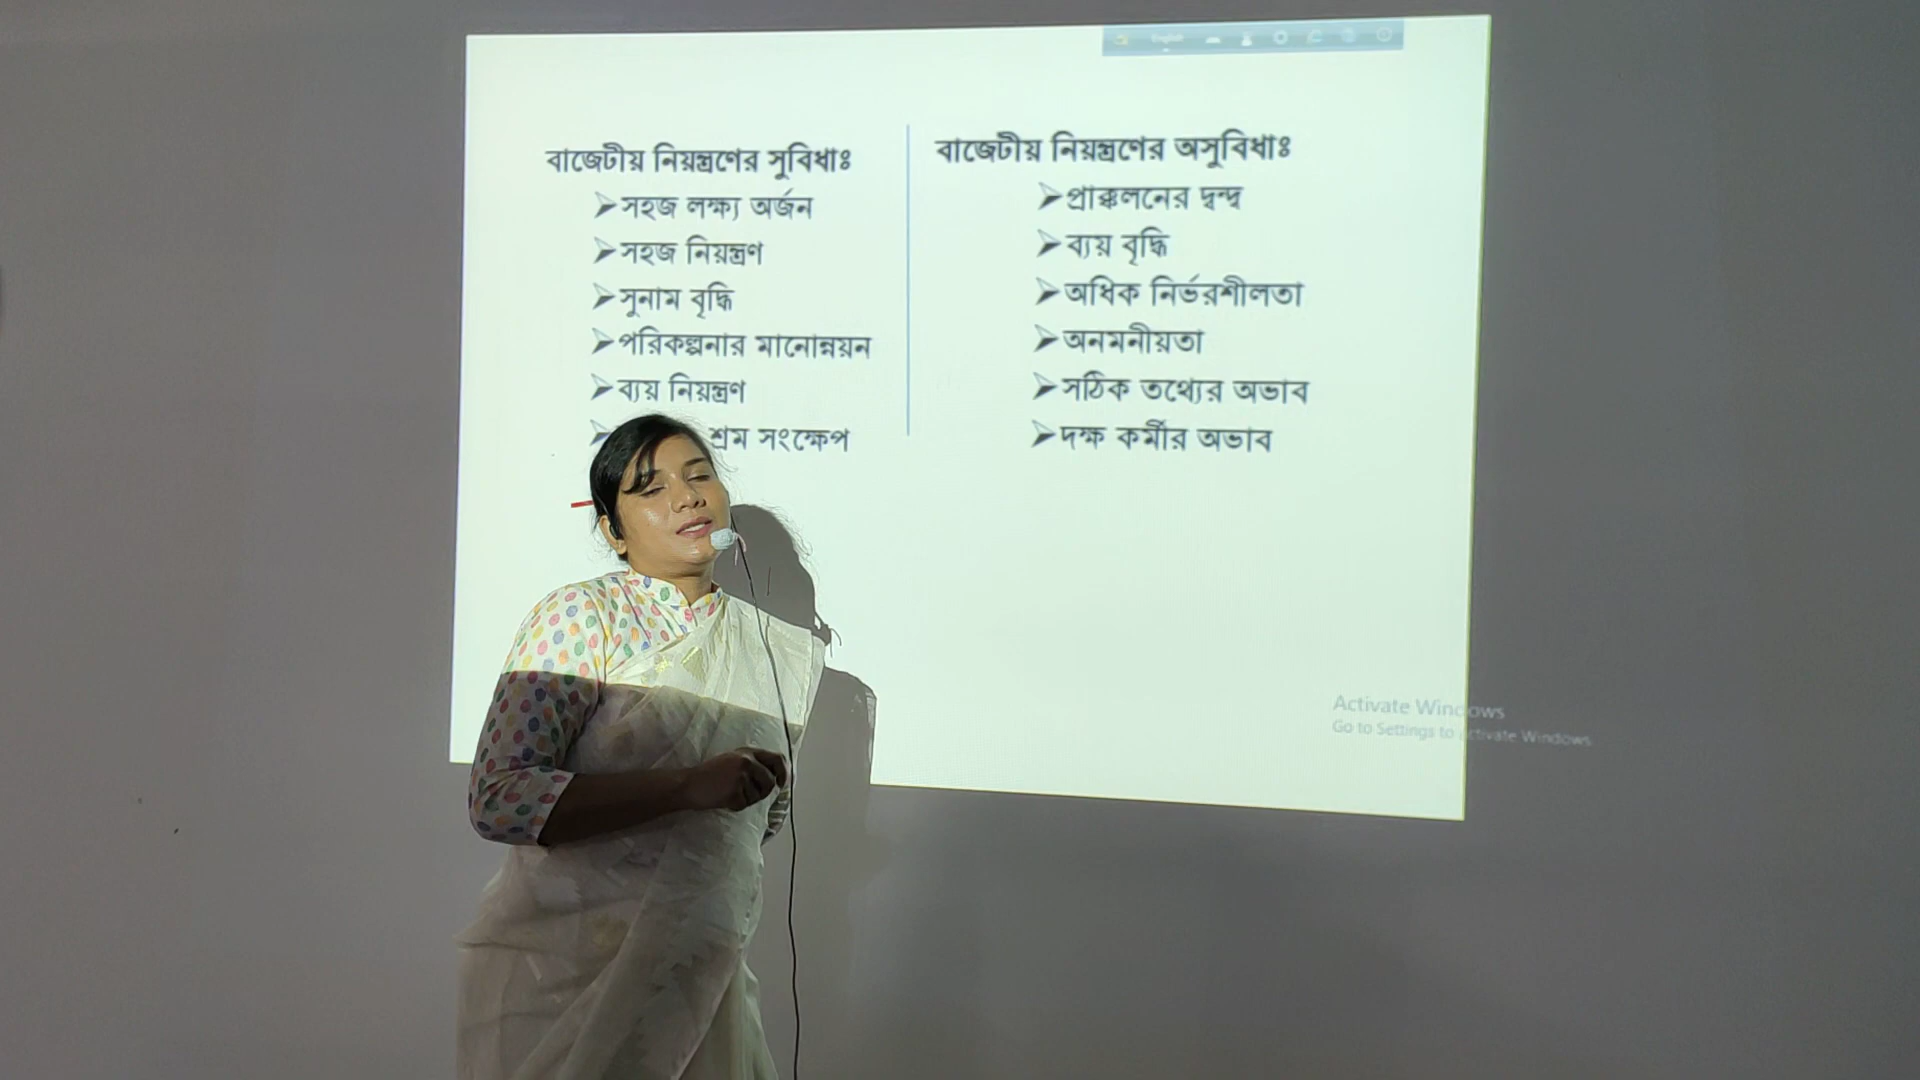 English
বাজেটীয় নিয়ন্ত্রণের সুবিধাঃ
➤সহজ লক্ষ্য অর্জন
➤সহজ নিয়ন্ত্রণ
➤সুনাম বৃদ্ধি
➤পরিকল্পনার মানোন্নয়ন
➤ব্যয় নিয়ন্ত্রণ
➤শ্রম সংক্ষেপ
বাজেটীয় নিয়ন্ত্রণের অসুবিধাঃ
➤প্রাক্কলনের দ্বন্দ্ব
➤ব্যয় বৃদ্ধি
➤অধিক নির্ভরশীলতা
➤অনমনীয়তা
➤সঠিক তথ্যের অভাব
➤দক্ষ কর্মীর অভাব
Activate Windows
Go to Settings to activate Windows.